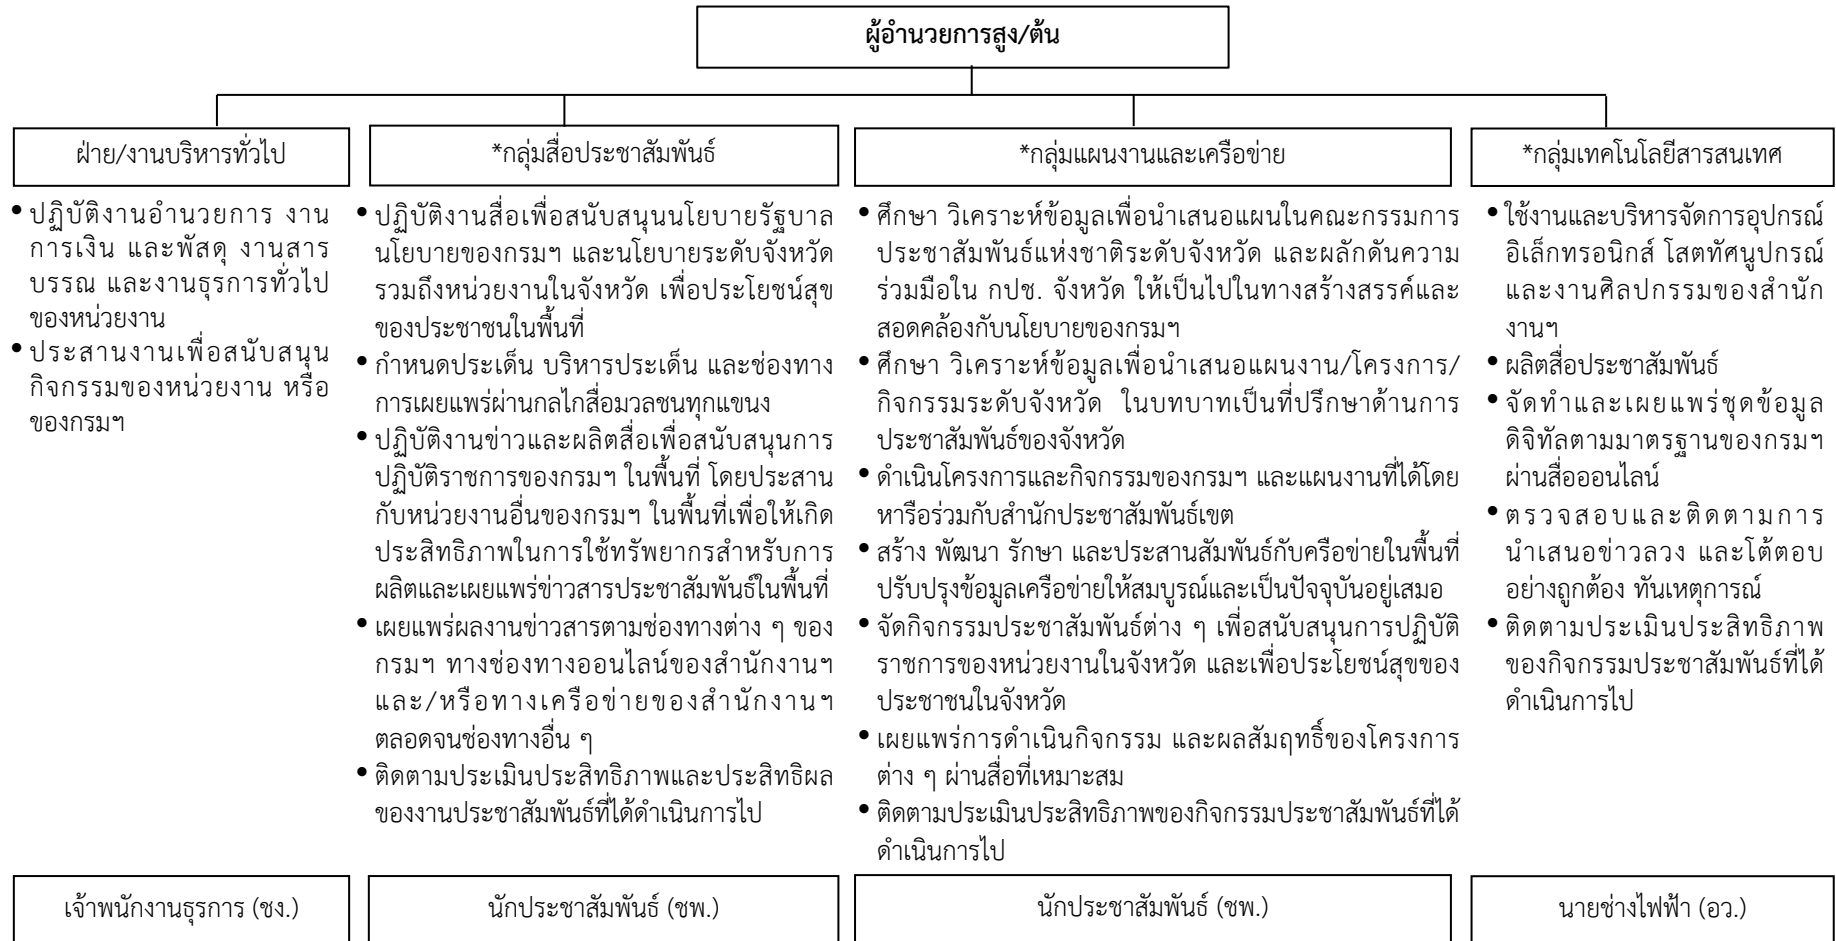 ผู้อำนวยการสูง/ต้น
ฝ่าย/งานบริหารทั่วไป
• ปฏิบัติงานอำนวยการ งาน
การเงิน และพัสดุ งานสาร
บรรณ และงานธุรการทั่วไป
ของหน่วยงาน
• ประสานงานเพื่อสนับสนุน
กิจกรรมของหน่วยงาน หรือ
ของกรมฯ
เจ้าพนักงานธุรการ (ชง.)
*กลุ่มสื่อประชาสัมพันธ์
• ปฏิบัติงานสื่อเพื่อสนับสนุนนโยบายรัฐบาล
นโยบายของกรมฯ และนโยบายระดับจังหวัด
รวมถึงหน่วยงานในจังหวัด เพื่อประโยชน์สุข
ของประชาชนในพื้นที่
• กำหนดประเด็น บริหารประเด็น และช่องทาง
การเผยแพร่ผ่านกลไกสื่อมวลชนทุกแขนง
• ปฏิบัติงานข่าวและผลิตสื่อเพื่อสนับสนุนการ
ปฏิบัติราชการของกรมฯ ในพื้นที่ โดยประสาน
กับหน่วยงานอื่นของกรมฯ ในพื้นที่เพื่อให้เกิด
ประสิทธิภาพในการใช้ทรัพยากรสำหรับการ
ผลิตและเผยแพร่ข่าวสารประชาสัมพันธ์ในพื้นที่
• เผยแพร่ผลงานข่าวสารตามช่องทางต่าง ๆ ของ
กรมฯ ทางช่องทางออนไลน์ของสำนักงานฯ
และ/หรือทางเครือข่ายของสำนักงานฯ
ตลอดจนช่องทางอื่น ๆ
• ติดตามประเมินประสิทธิภาพและประสิทธิผล
ของงานประชาสัมพันธ์ที่ได้ดำเนินการไป
นักประชาสัมพันธ์ (ชพ.)
*กลุ่มแผนงานและเครือข่าย
• ศึกษา วิเคราะห์ข้อมูลเพื่อนำเสนอแผนในคณะกรรมการ
ประชาสัมพันธ์แห่งชาติระดับจังหวัด และผลักดันความ
ร่วมมือใน กปช. จังหวัด ให้เป็นไปในทางสร้างสรรค์และ
สอดคล้องกับนโยบายของกรมฯ
• ศึกษา วิเคราะห์ข้อมูลเพื่อนำเสนอแผนงาน/โครงการ/
กิจกรรมระดับจังหวัด ในบทบาทเป็นที่ปรึกษาด้านการ
ประชาสัมพันธ์ของจังหวัด
• ดำเนินโครงการและกิจกรรมของกรมฯ และแผนงานที่ได้โดย
หารือร่วมกับสำนักประชาสัมพันธ์เขต
• สร้าง พัฒนา รักษา และประสานสัมพันธ์กับครือข่ายในพื้นที่
ปรับปรุงข้อมูลเครือข่ายให้สมบูรณ์และเป็นปัจจุบันอยู่เสมอ
• จัดกิจกรรมประชาสัมพันธ์ต่าง ๆ เพื่อสนับสนุนการปฏิบัติ
ราชการของหน่วยงานในจังหวัด และเพื่อประโยชน์สุขของ
ประชาชนในจังหวัด
• เผยแพร่การดำเนินกิจกรรม และผลสัมฤทธิ์ของโครงการ
ต่าง ๆ ผ่านสื่อที่เหมาะสม
• ติดตามประเมินประสิทธิภาพของกิจกรรมประชาสัมพันธ์ที่ได้
ดำเนินการไป
นักประชาสัมพันธ์ (ชพ.)
*กลุ่มเทคโนโลยีสารสนเทศ
• ใช้งานและบริหารจัดการอุปกรณ์
อิเล็กทรอนิกส์ โสตทัศนูปกรณ์
และงานศิลปกรรมของสำนัก
งานฯ
• ผลิตสื่อประชาสัมพันธ์
• จัดทำและเผยแพร่ชุดข้อมูล
ดิจิทัลตามมาตรฐานของกรมฯ
ผ่านสื่อออนไลน์
• ตรวจสอบและติดตามการ
นำเสนอข่าวลวง และโต้ตอบ
อย่างถูกต้อง ทันเหตุการณ์
• ติดตามประเมินประสิทธิภาพ
ของกิจกรรมประชาสัมพันธ์ที่ได้
ดำเนินการไป
นายช่างไฟฟ้า (อว.)